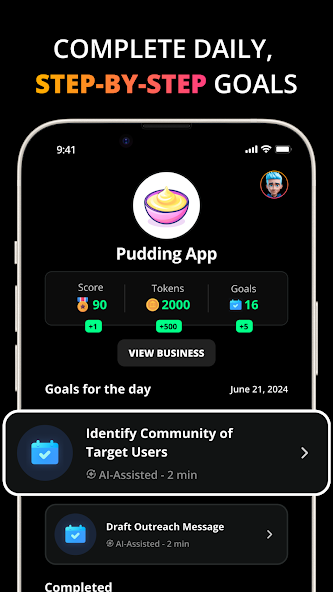 COMPLETE DAILY,
STEP-BY-STEP GOALS
9:41
Pudding App
Score Tokens Goals
90 2000 16
+1 +500 +5
VIEW BUSINESS
Goals for the day June 21, 2024
Identify Community of
Target Users
AI-Assisted - 2 min
Draft Outreach Message
AI-Assisted - 2 min
Completed